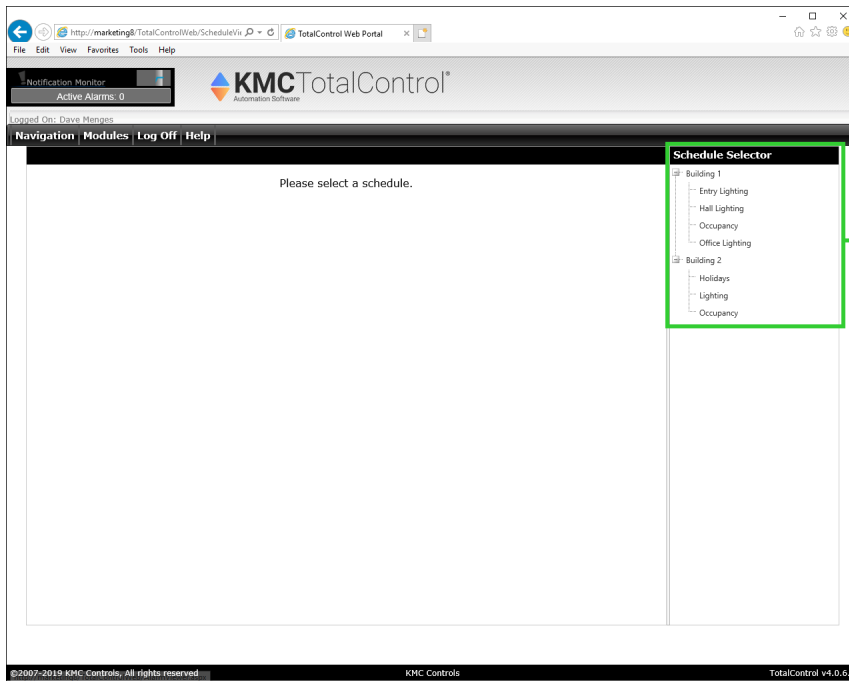 http://marketing8/TotalControlWeb/ScheduleVie
TotalControl Web Portal
File Edit View Favorites Tools Help
Notification Monitor
Active Alarms: 0
KMCTotalControl®
Automation Software
Logged On: Dave Menges
Navigation Modules Log Off Help
Please select a schedule.
Schedule Selector
Building 1
Entry Lighting
Hall Lighting
Occupancy
Office Lighting
Building 2
Holidays
Lighting
Occupancy
©2007-2019 KMC Controls, All rights reserved
KMC Controls
TotalControl v4.0.6.